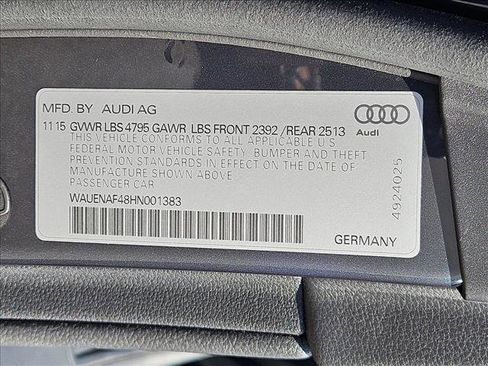 MFD. BY AUDI AG
11 15 GVWR LBS 4795 GAWR LBS FRONT 2392 /REAR 2513
THIS VEHICLE CONFORMS TO ALL APPLICABLE U.S
FEDERAL MOTOR VEHICLE SAFETY. BUMPER AND THEFT
PREVENTION STANDARDS IN EFFECT ON THE DATE OF
MANUFACTURE SHOWN ABOVE.
PASSENGER CAR
WAUENAF48HN001383
Audi
4924025
GERMANY